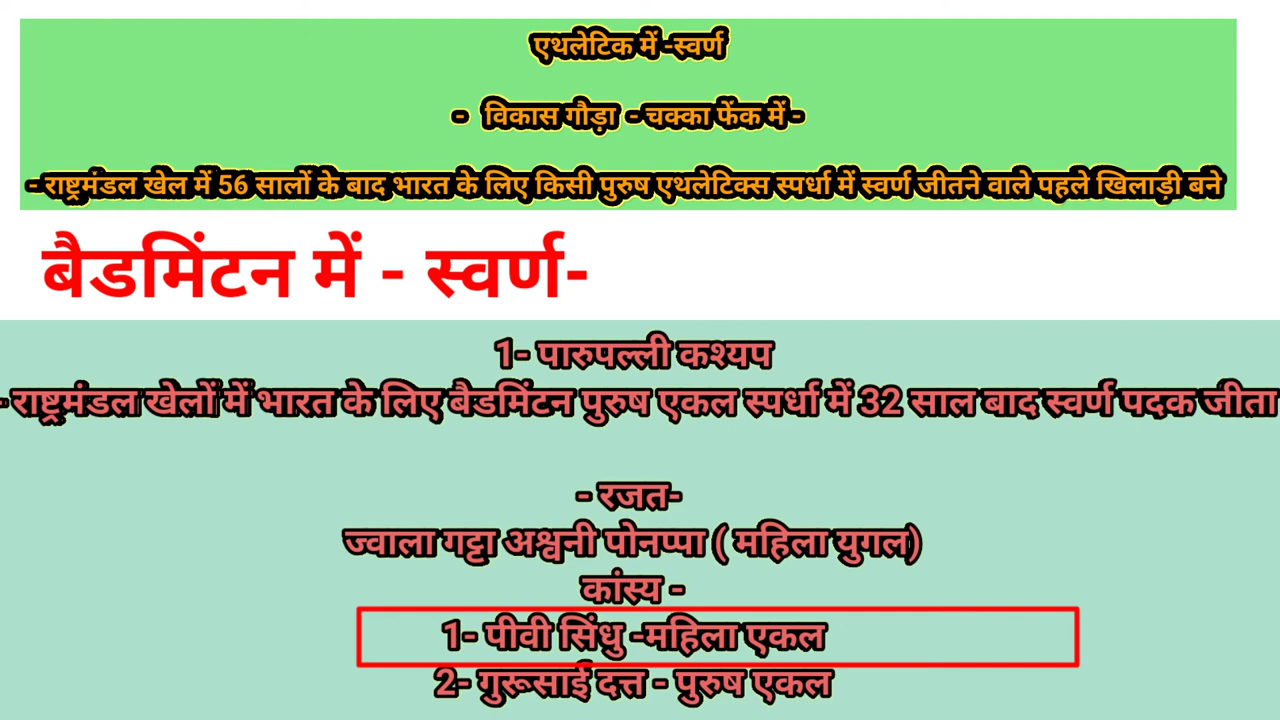 एथलेटिक में -स्वर्ण
- विकास गौड़ा - चक्का फेंक में -
- राष्ट्रमंडल खेल में 56 सालों के बाद भारत के लिए किसी पुरुष एथलेटिक्स स्पर्धा में स्वर्ण जीतने वाले पहले खिलाड़ी बने
बैडमिंटन में - स्वर्ण-
1- पारुपल्ली कश्यप
- राष्ट्रमंडल खेलों में भारत के लिए बैडमिंटन पुरुष एकल स्पर्धा में 32 साल बाद स्वर्ण पदक जीता
- रजत-
ज्वाला गट्टा अश्वनी पोनप्पा ( महिला युगल)
कांस्य -
1- पीवी सिंधु -महिला एकल
2- गुरूसाई दत्त - पुरुष एकल